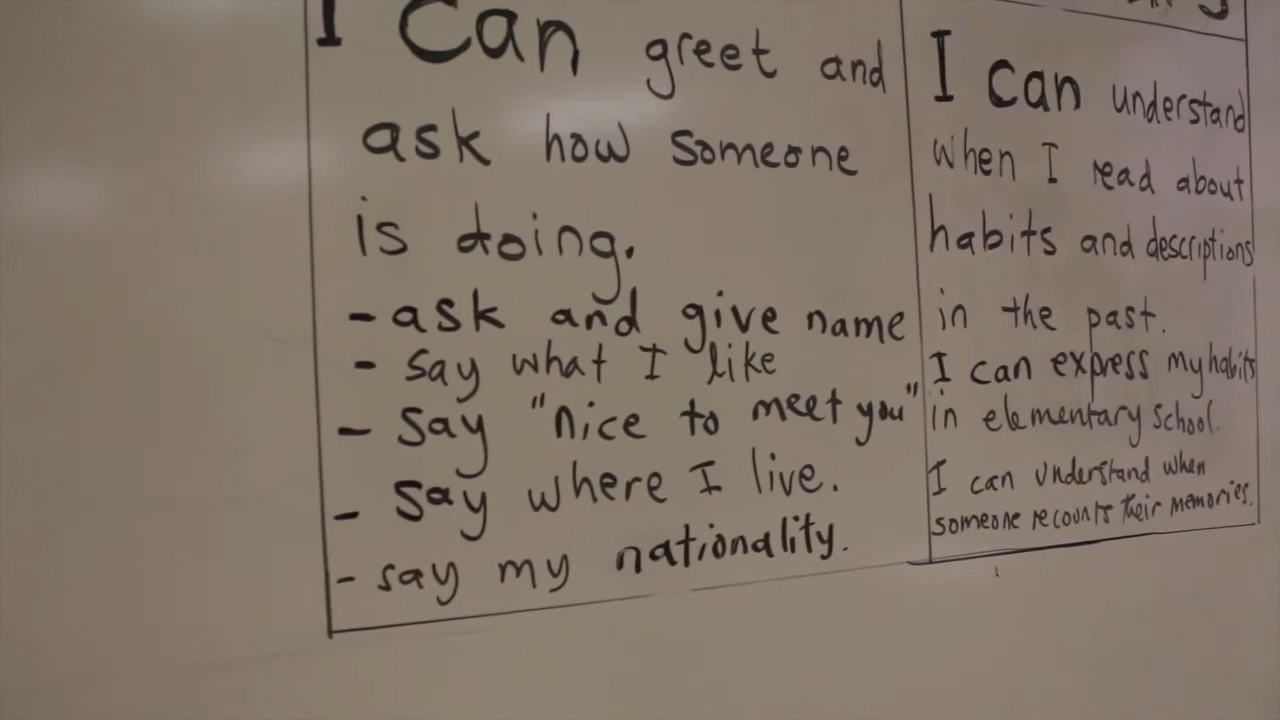 I Can greet and
ask how someone
is doing.
- ask and give name
- say what I like
- say "nice to meet you"
- say where I live.
- say my nationality.
I can understand
when I read about
habits and descriptions
in the past.
I can express my habits
in elementary school.
I can understand when
someone recounts their memories.